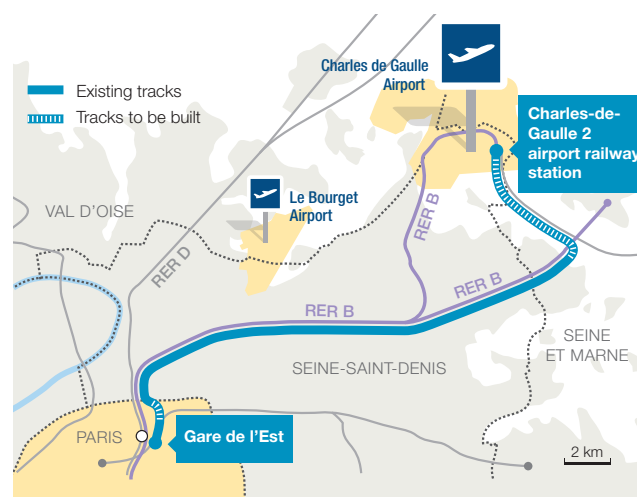 Charles de Gaulle
Airport
Existing tracks
Tracks to be built
Charles-de-
Gaulle 2
airport railway
station
Le Bourget
Airport
VAL D'OISE
RER B
RER D
RER B
RER B
SEINE
ET MARNE
SEINE-SAINT-DENIS
PARIS
Gare de l'Est
2 km